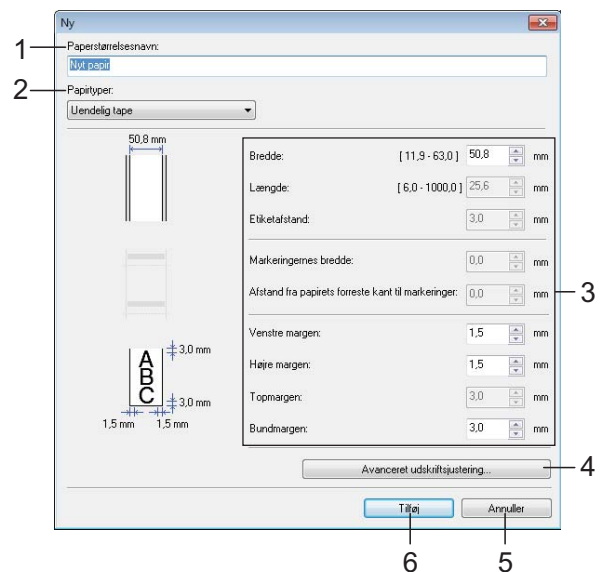 Ny
1
Paperstørrelsesnavn:
Nyt papir
2
Papirtyper:
Uendelig tape
50,8 mm
Bredde: [ 11,9 - 63,0 ] 50,8 mm
Længde: [ 6,0 - 1000,0 ] 25,6 mm
Etiketafstand: 3,0 mm
Markeringernes bredde: 0,0 mm
Afstand fra papirets forreste kant til markeringer: 0,0 mm
3
Venstre margen: 1,5 mm
Højre margen: 1,5 mm
Topmargen: 3,0 mm
Bundmargen: 3,0 mm
A
B
C
3,0 mm
3,0 mm
1,5 mm 1,5 mm
Avanceret udskriftsjustering...
4
Tilføj Annuller
6 5